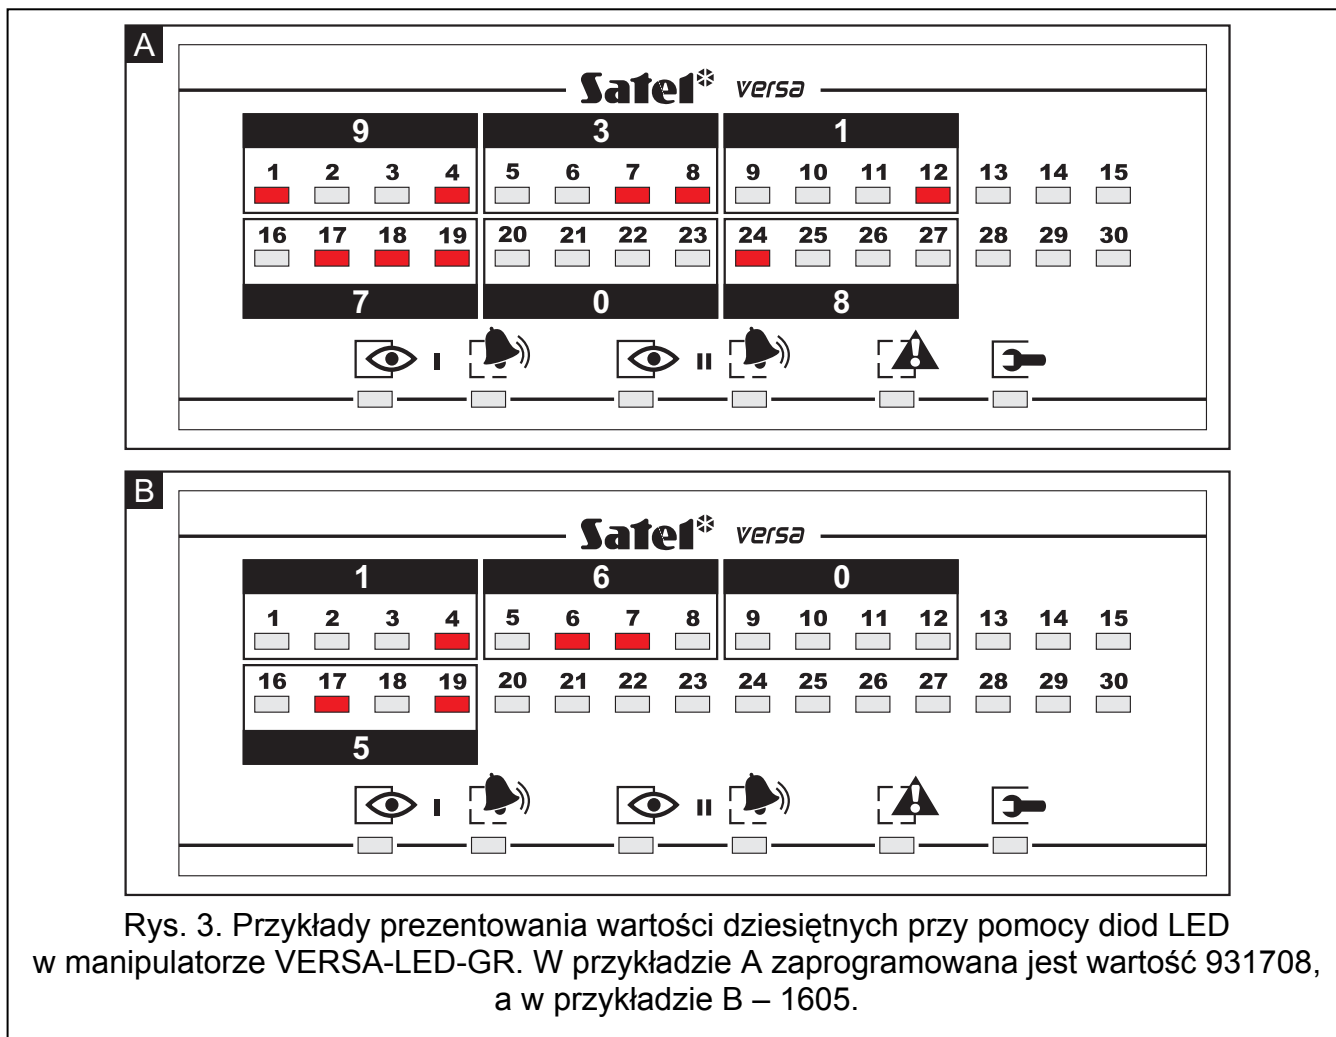 A
Satel versa
9 3 1
1 2 3 4 5 6 7 8 9 10 11 12 13 14 15
16 17 18 19 20 21 22 23 24 25 26 27 28 29 30
7 0 8
I II
B
Satel versa
1 6 0
1 2 3 4 5 6 7 8 9 10 11 12 13 14 15
16 17 18 19 20 21 22 23 24 25 26 27 28 29 30
5
I II
Rys. 3. Przykłady prezentowania wartości dziesiętnych przy pomocy diod LED
w manipulatorze VERSA-LED-GR. W przykładzie A zaprogramowana jest wartość 931708,
a w przykładzie B – 1605.